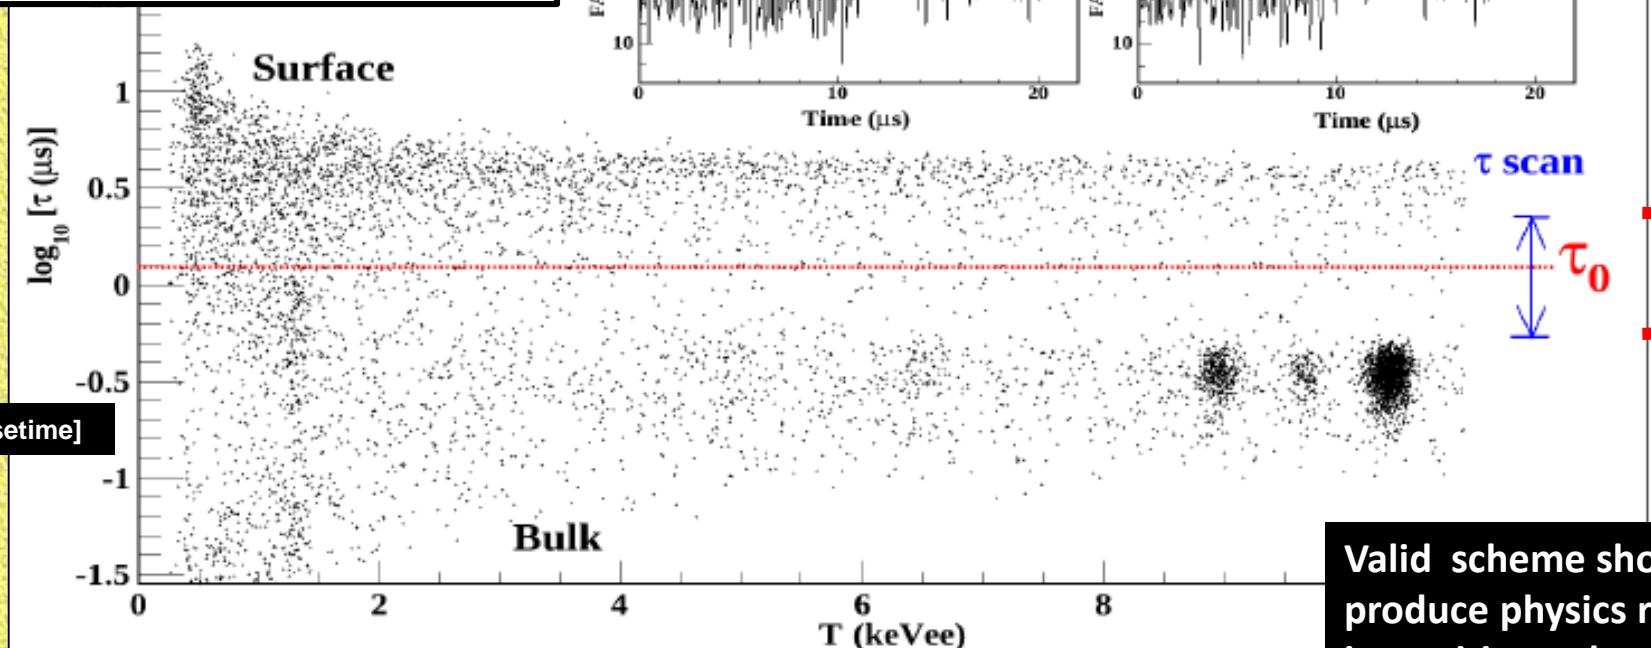 10
10
0
10
20
0
10
20
Time (μs)
Time (μs)
Surface
1
0.5
0
-0.5
-1
-1.5
log10 [τ (μs)]
τ scan
τ0
setime]
Bulk
0
2
4
6
8
T (keVee)
Valid scheme sho
produce physics r